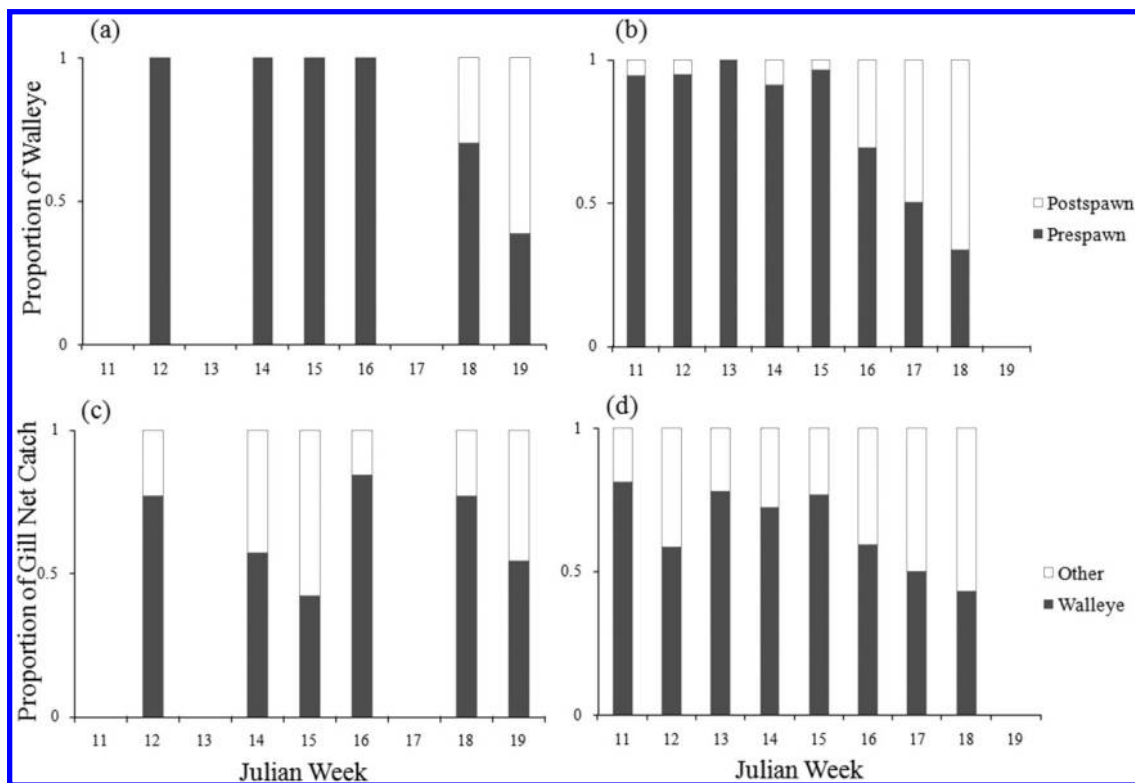 (a)
(b)
Proportion of Walleye
1
0.5
0
11 12 13 14 15 16 17 18 19
1
0.5
0
11 12 13 14 15 16 17 18 19
Postspawn
Prespawn
(c)
(d)
Proportion of Gill Net Catch
1
0.5
0
11 12 13 14 15 16 17 18 19
Julian Week
1
0.5
0
11 12 13 14 15 16 17 18 19
Julian Week
Other
Walleye